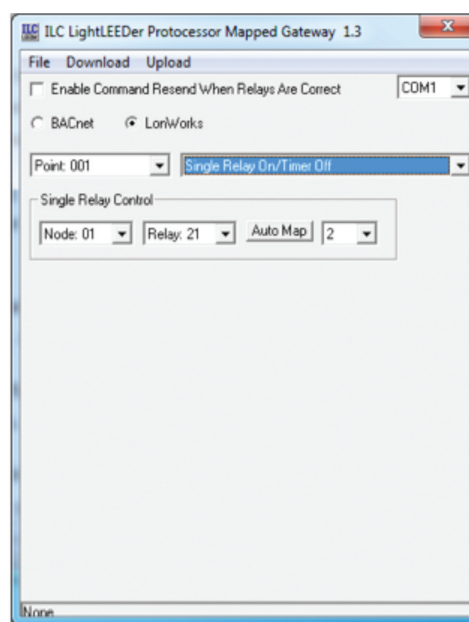 ILC LightLEEDer Protocessor Mapped Gateway 1.3
File Download Upload
Enable Command Resend When Relays Are Correct COM1
BACnet LonWorks
Point: 001 Single Relay On/Timer Off
Single Relay Control
Node: 01 Relay: 21 Auto Map 2
None